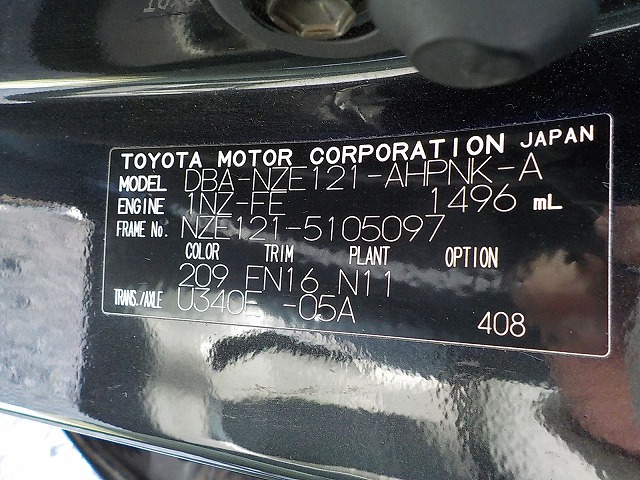 TOYOTA MOTOR CORPORATION JAPAN
MODEL DBA-NZE121-AHPNK-A
ENGINE 1NZ-FE 1496 mL
FRAME No. NZE121-5105097
COLOR TRIM PLANT OPTION
209 EN16 N11
TRANS./AXLE U340E -05A
408